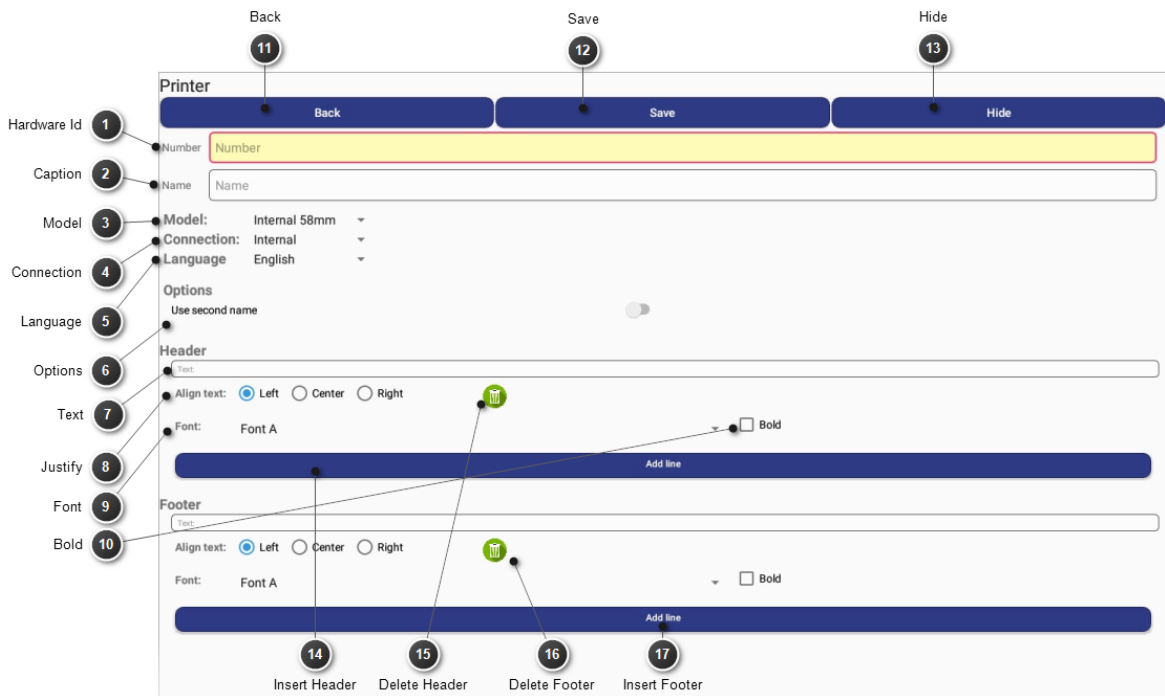 Back
Save
Hide
11
12
13
Printer
Back
Save
Hide
Hardware Id
1
Number
Number
Caption
2
Name
Name
Model
3
Model:
Internal 58mm
Connection
4
Connection:
Internal
Language
5
Language
English
Options
Use second name
Options
6
Header
Text
7
Text
Justify
8
Align text:
Left
Center
Right
Font
9
Font:
Font A
Bold
Add line
Bold
10
Footer
Text
Align text:
Left
Center
Right
Font:
Font A
Bold
Add line
14
15
16
17
Insert Header
Delete Header
Delete Footer
Insert Footer